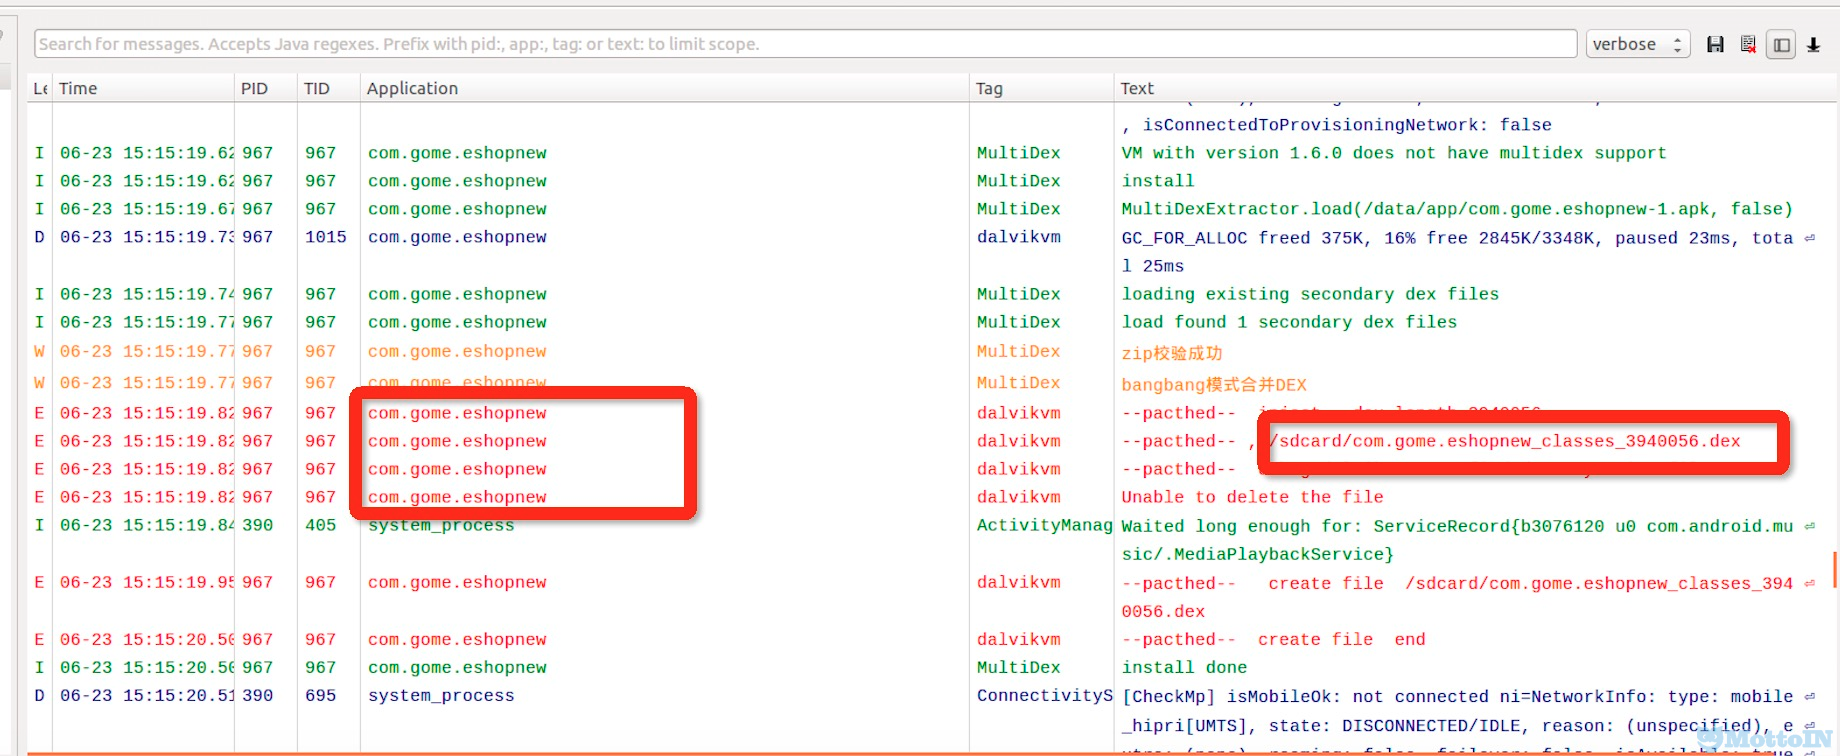 Search for messages. Accepts Java regexes. Prefix with pid:, app:, tag: or text: to limit scope.
verbose
Le Time PID TID Application Tag Text
, isConnectedToProvisioningNetwork: false
I 06-23 15:15:19.62 967 967 com.gome.eshopnew MultiDex VM with version 1.6.0 does not have multidex support
I 06-23 15:15:19.62 967 967 com.gome.eshopnew MultiDex install
I 06-23 15:15:19.67 967 967 com.gome.eshopnew MultiDex MultiDexExtractor.load(/data/app/com.gome.eshopnew-1.apk, false)
D 06-23 15:15:19.73 967 1015 com.gome.eshopnew dalvikvm GC_FOR_ALLOC freed 375K, 16% free 2845K/3348K, paused 23ms, tota
l 25ms
I 06-23 15:15:19.74 967 967 com.gome.eshopnew MultiDex loading existing secondary dex files
I 06-23 15:15:19.77 967 967 com.gome.eshopnew MultiDex load found 1 secondary dex files
W 06-23 15:15:19.77 967 967 com.gome.eshopnew MultiDex zip校验成功
W 06-23 15:15:19.77 967 967 com.gome.eshopnew MultiDex bangbang模式合并DEX
E 06-23 15:15:19.82 967 967 com.gome.eshopnew dalvikvm --pacthed--
E 06-23 15:15:19.82 967 967 com.gome.eshopnew dalvikvm --pacthed-- , /sdcard/com.gome.eshopnew_classes_3940056.dex
E 06-23 15:15:19.82 967 967 com.gome.eshopnew dalvikvm --pacthed--
E 06-23 15:15:19.82 967 967 com.gome.eshopnew dalvikvm Unable to delete the file
I 06-23 15:15:19.84 390 405 system_process ActivityManag Waited long enough for: ServiceRecord{b3076120 u0 com.android.mu
sic/.MediaPlaybackService}
E 06-23 15:15:19.95 967 967 com.gome.eshopnew dalvikvm --pacthed-- create file /sdcard/com.gome.eshopnew_classes_394
0056.dex
E 06-23 15:15:20.50 967 967 com.gome.eshopnew dalvikvm --pacthed-- create file end
I 06-23 15:15:20.50 967 967 com.gome.eshopnew MultiDex install done
D 06-23 15:15:20.51 390 695 system_process ConnectivityS [CheckMp] isMobileOk: not connected ni=NetworkInfo: type: mobile
_hipri[UMTS], state: DISCONNECTED/IDLE, reason: (unspecified), e
MottoIN